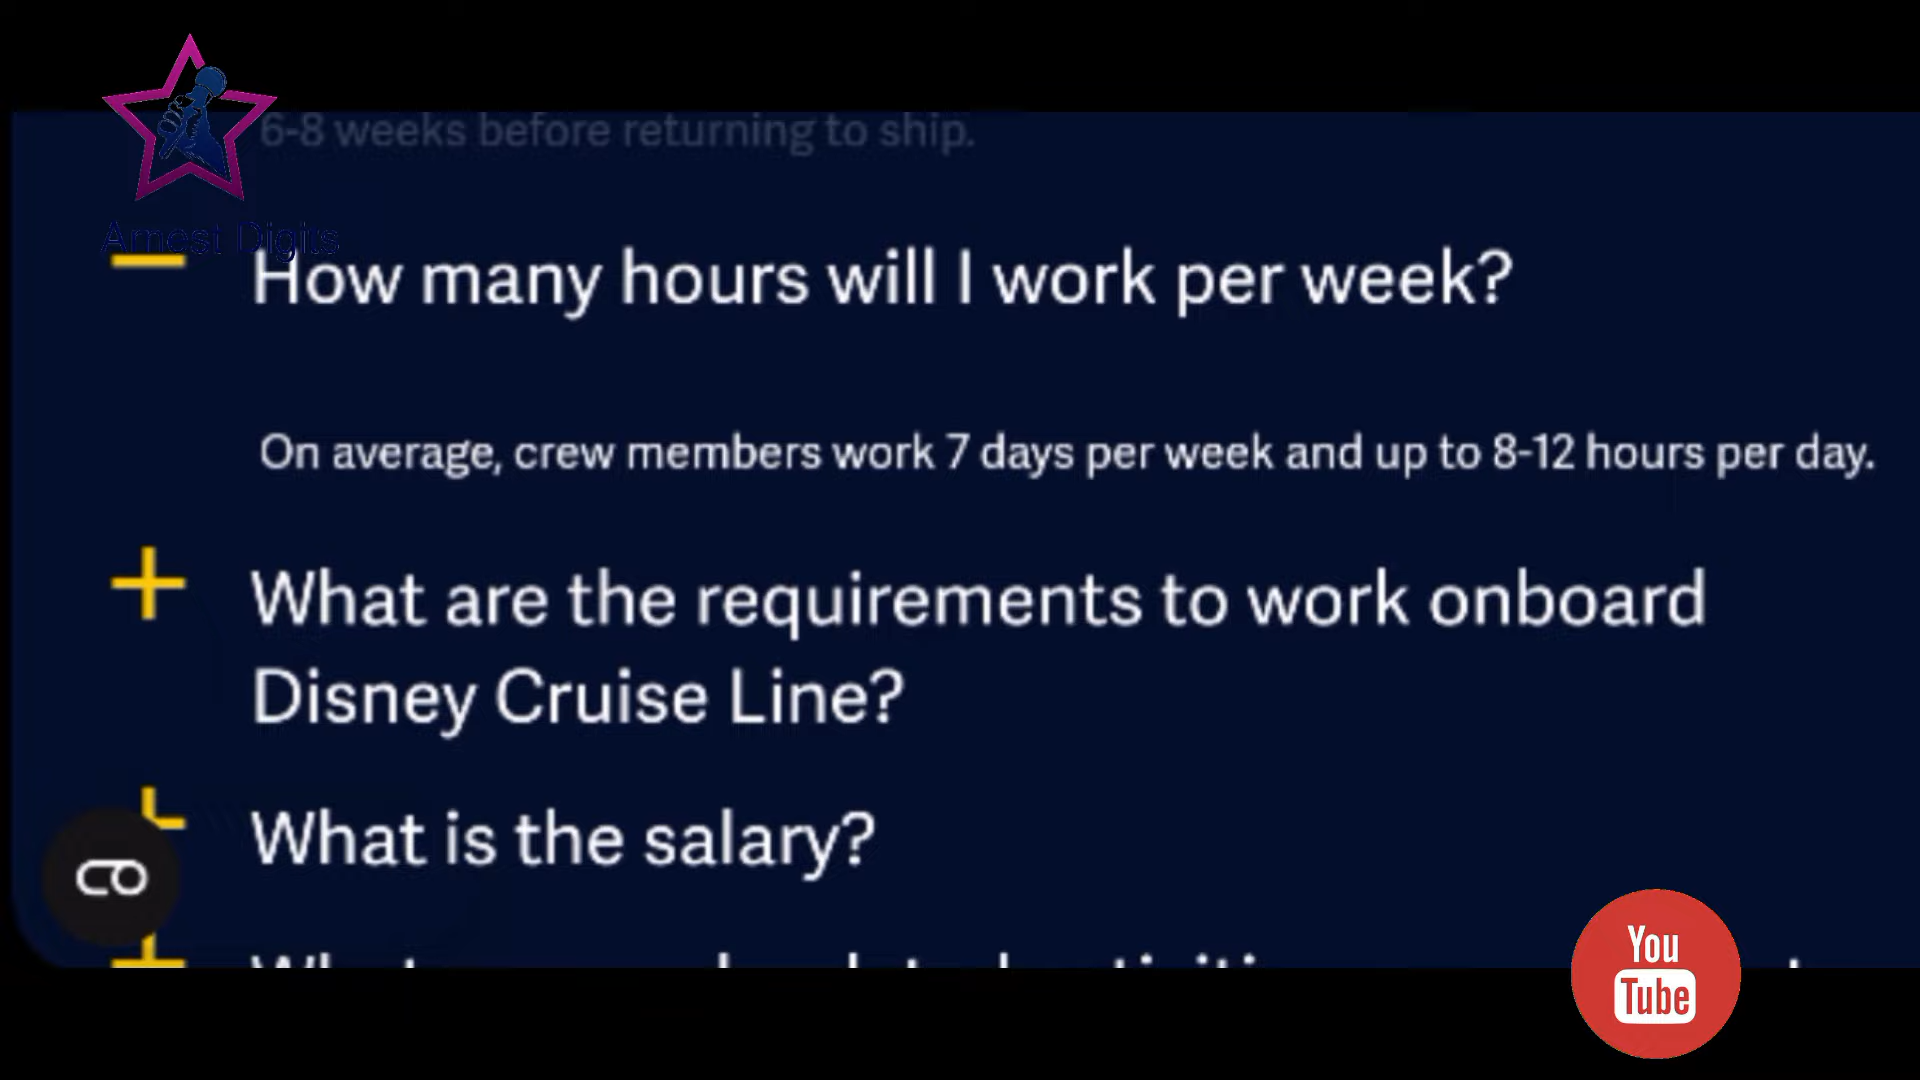 6-8 weeks before returning to ship.
Arnest Digits
How many hours will I work per week?
On average, crew members work 7 days per week and up to 8-12 hours per day.
What are the requirements to work onboard
Disney Cruise Line?
What is the salary?
You
Tube